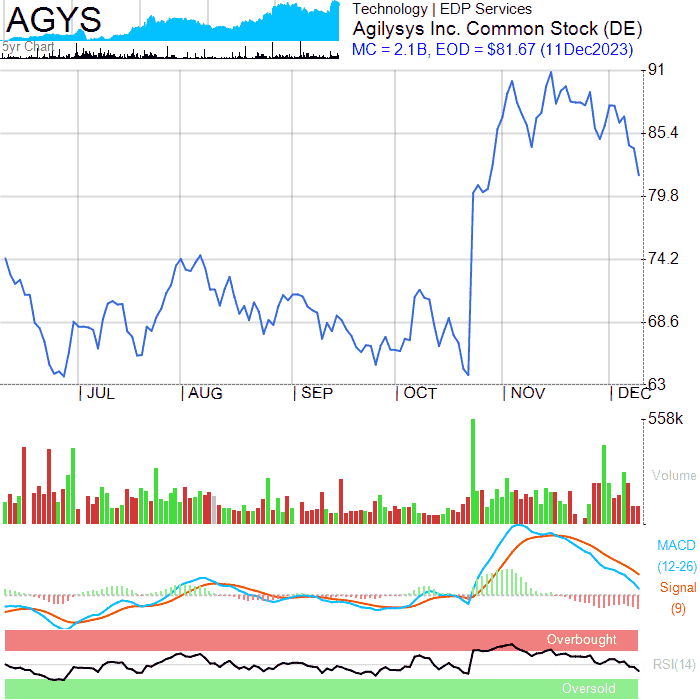 AGYS
5yr Chart
Technology | EDP Services
Agilysys Inc. Common Stock (DE)
MC = 2.1B, EOD = $81.67 (11Dec2023)
91
85.4
79.8
74.2
68.6
63
JUL
AUG
SEP
OCT
NOV
DEC
558k
Volume
MACD
(12-26)
Signal
(9)
Overbought
RSI(14)
Oversold